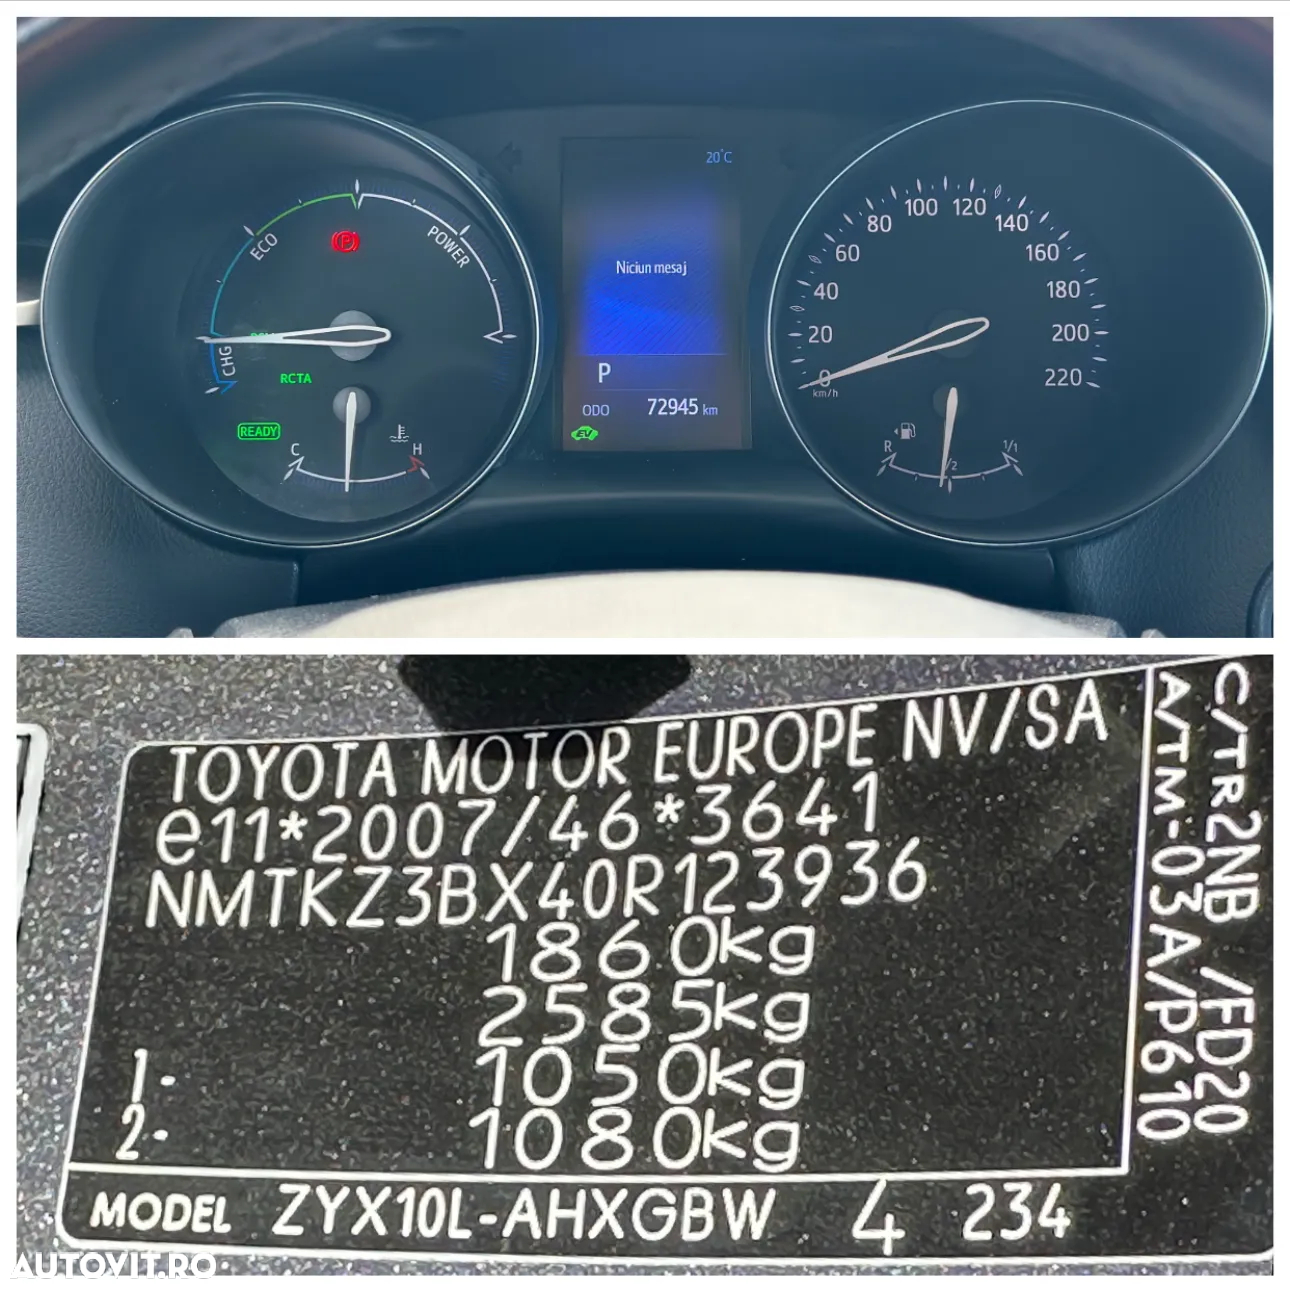 20°C
ECO
POWER
CHG
RCTA
READY
C
H
Niciun mesaj
P
ODO 72945 km
EV
0
20
40
60
80
100
120
140
160
180
200
220
km/h
R
1/2
1/1
TOYOTA MOTOR EUROPE NV/SA
e11*2007/46*3641
NMTKZ3BX40R123936
1860kg
2585kg
1- 1050kg
2- 1080kg
C/TR2NB /FD20
A/TM-03A/P610
MODEL ZYX10L-AHXGBW 4 234
AUTOVIT.RO